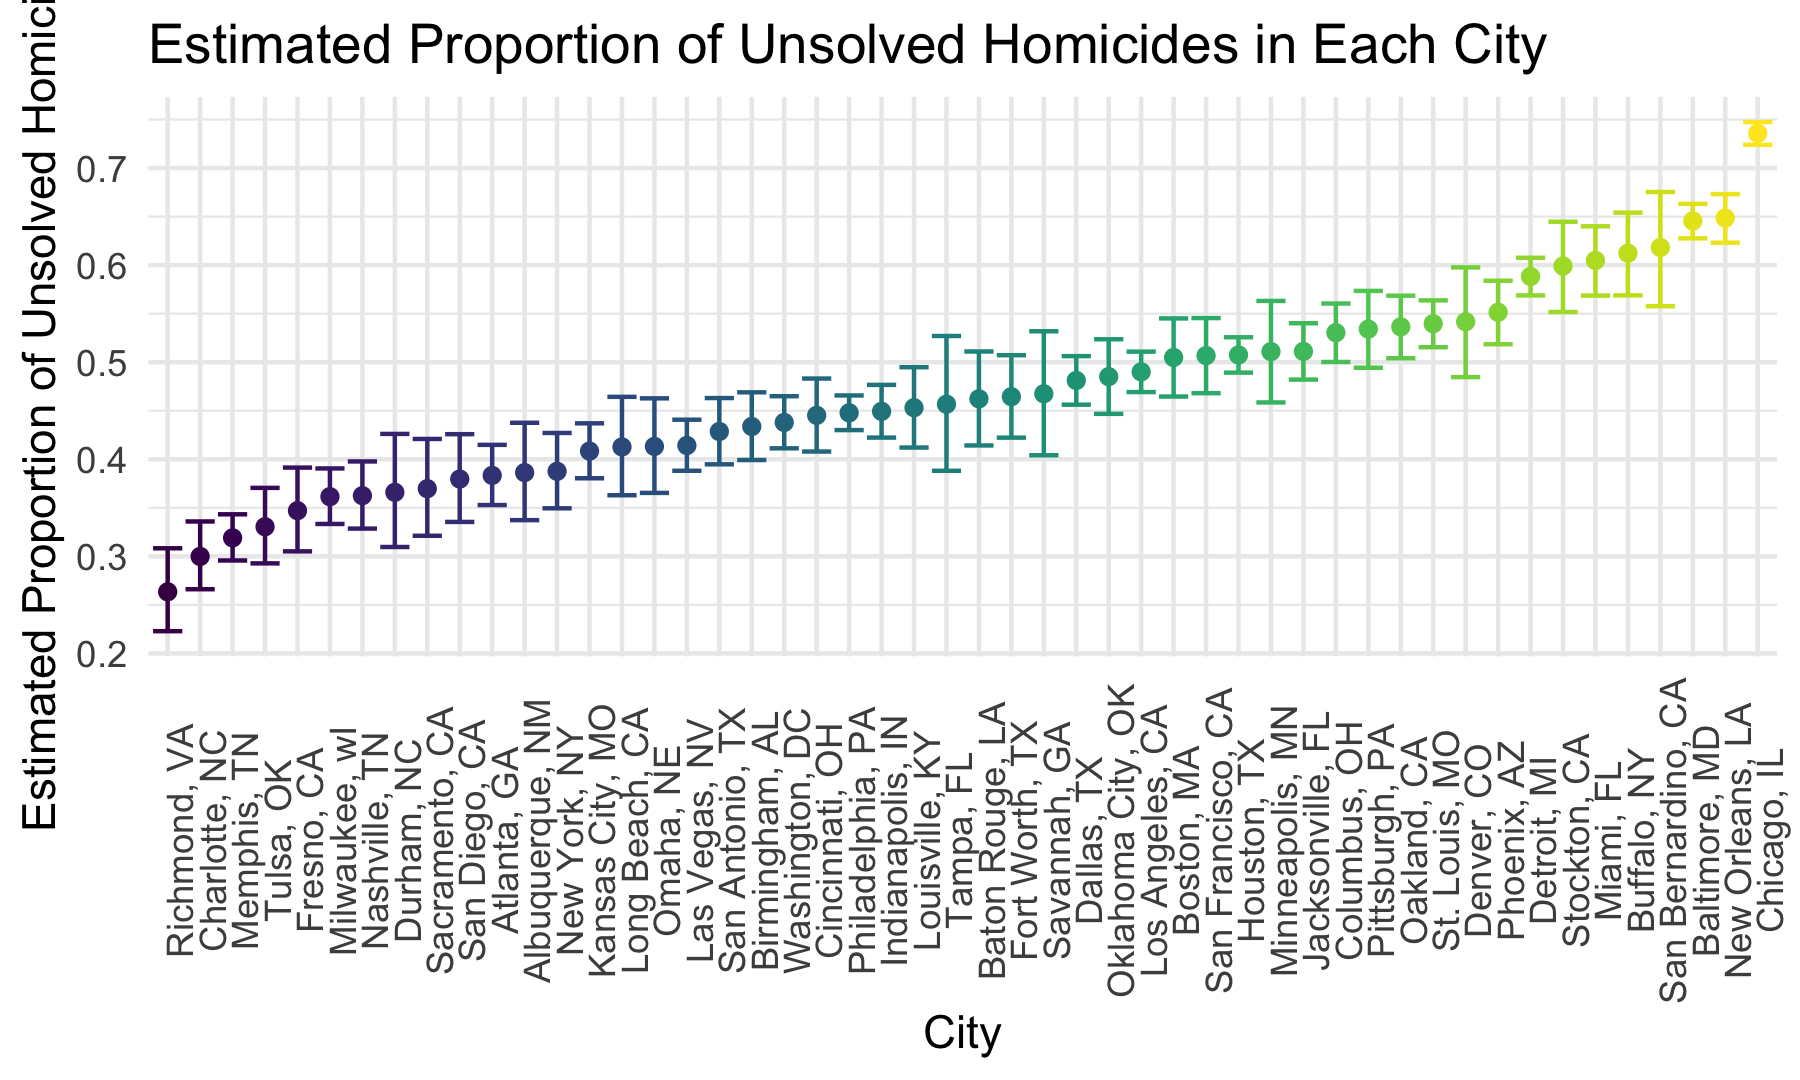 Estimated Proportion of Unsolved Homicides in Each City
Estimated Proportion of Unsolved Homici
0.7
0.6
0.5
0.4
0.3
0.2
Richmond, VA
Charlotte, NC
Memphis, TN
Tulsa, OK
Fresno, CA
Milwaukee, wI
Nashville, TN
Durham, NC
Sacramento, CA
San Diego, CA
Atlanta, GA
Albuquerque, NM
New York, NY
Kansas City, MO
Long Beach, CA
Omaha, NE
Las Vegas, NV
San Antonio, TX
Birmingham, AL
Washington, DC
Cincinnati, OH
Philadelphia, PA
Indianapolis, IN
Louisville, KY
Tampa, FL
Baton Rouge, LA
Fort Worth, TX
Savannah, GA
Dallas, TX
Oklahoma City, OK
Los Angeles, CA
Boston, MA
San Francisco, CA
Houston, TX
Minneapolis, MN
Jacksonville, FL
Columbus, OH
Pittsburgh, PA
Oakland, CA
St. Louis, MO
Denver, CO
Phoenix, AZ
Detroit, MI
Stockton, CA
Miami, FL
Buffalo, NY
San Bernardino, CA
Baltimore, MD
New Orleans, LA
Chicago, IL
City